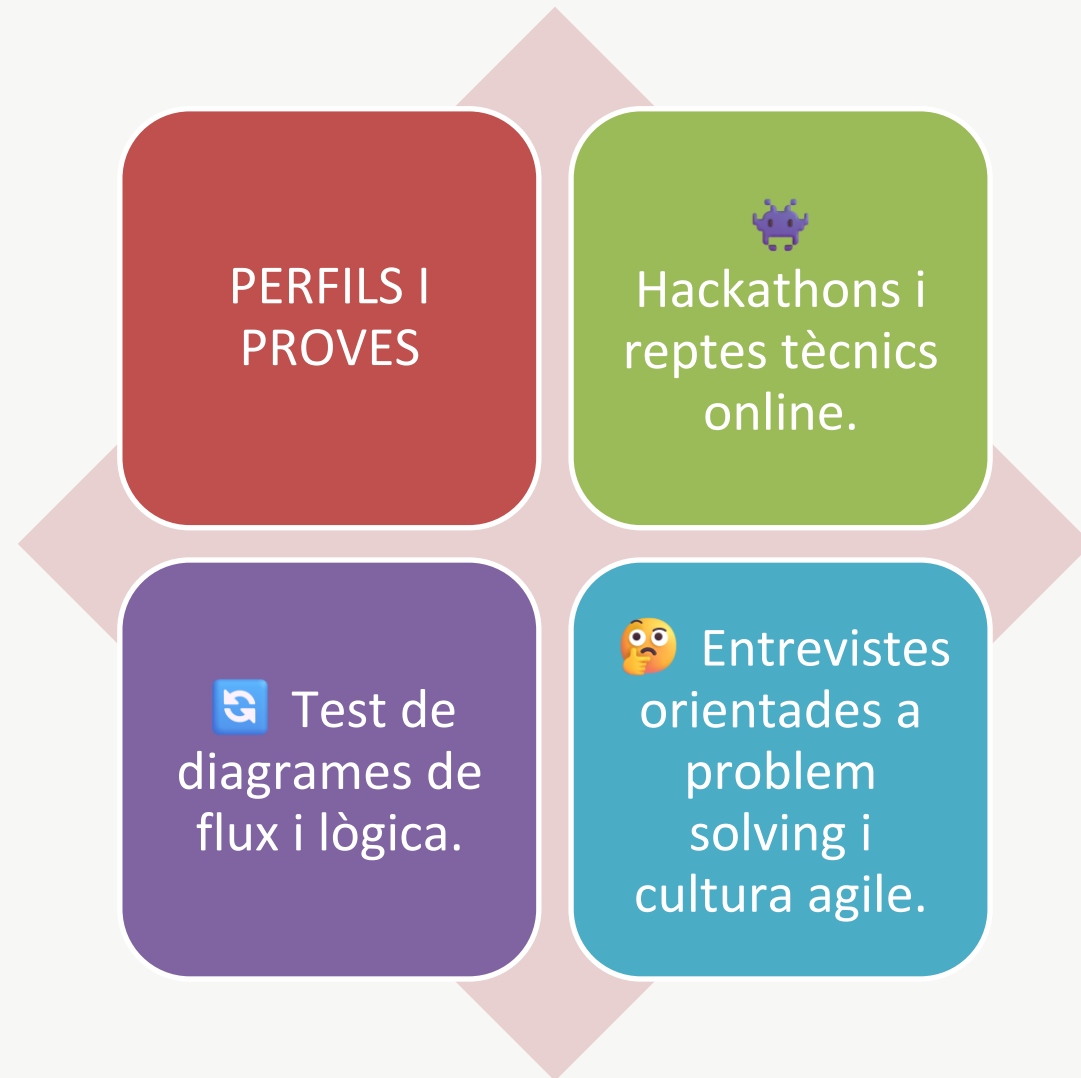 PERFILS I
PROVES
👾
Hackathons i
reptes tècnics
online.
🔄 Test de
diagrames de
flux i lògica.
🤔 Entrevistes
orientades a
problem
solving i
cultura agile.